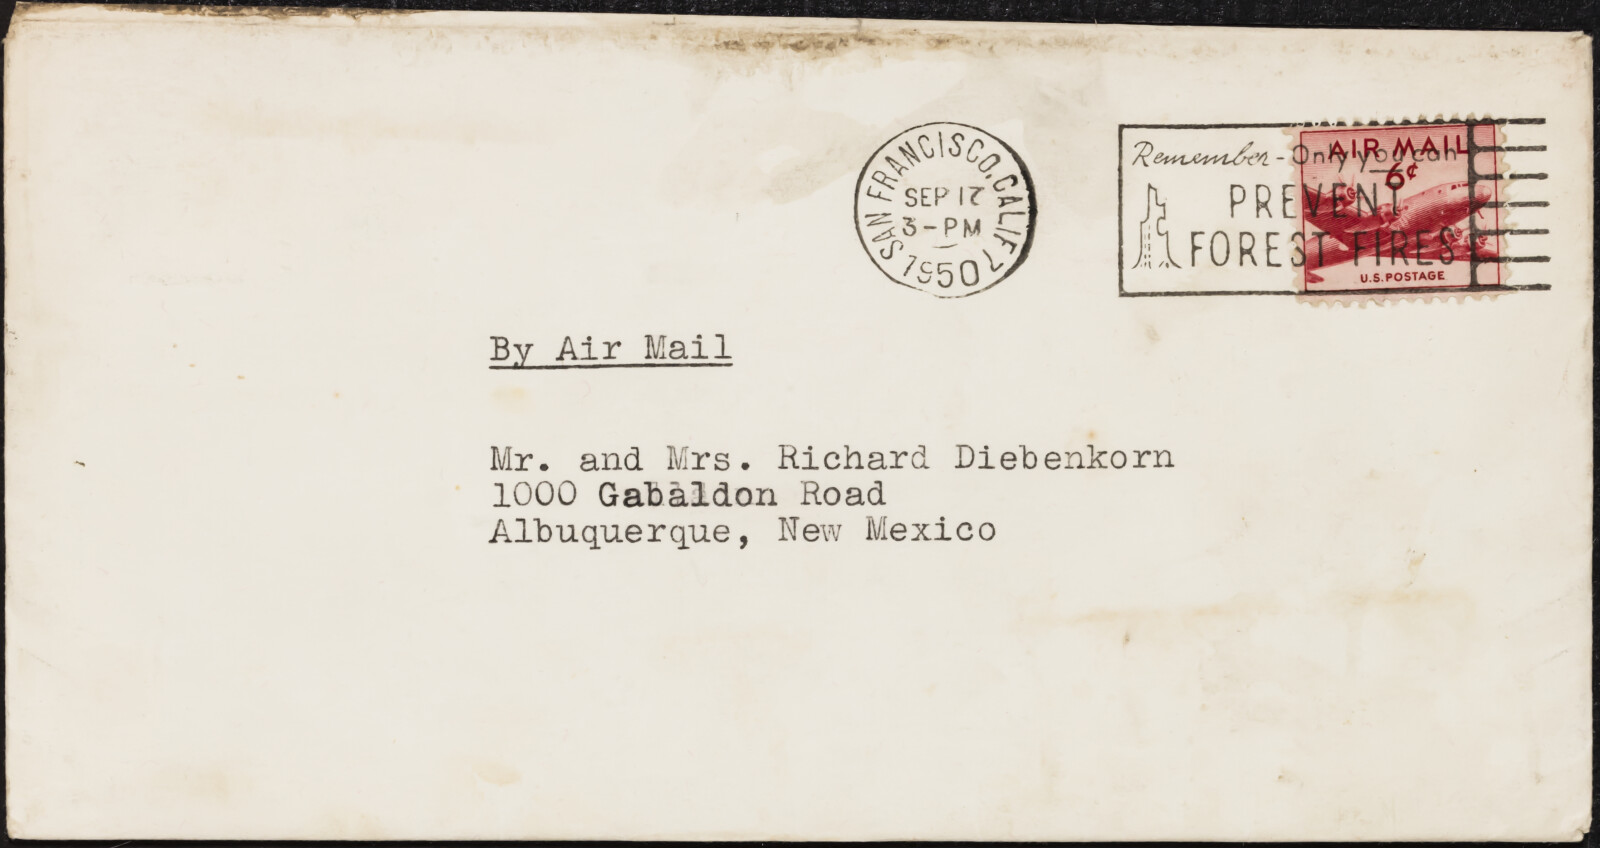 SAN FRANCISCO, CALIF. 7
SEP 17
3-PM
1950
Remember - Only you can
PREVENT
FOREST FIRES
AIR MAIL
6¢
U.S. POSTAGE
By Air Mail
Mr. and Mrs. Richard Diebenkorn
1000 Gabaldon Road
Albuquerque, New Mexico